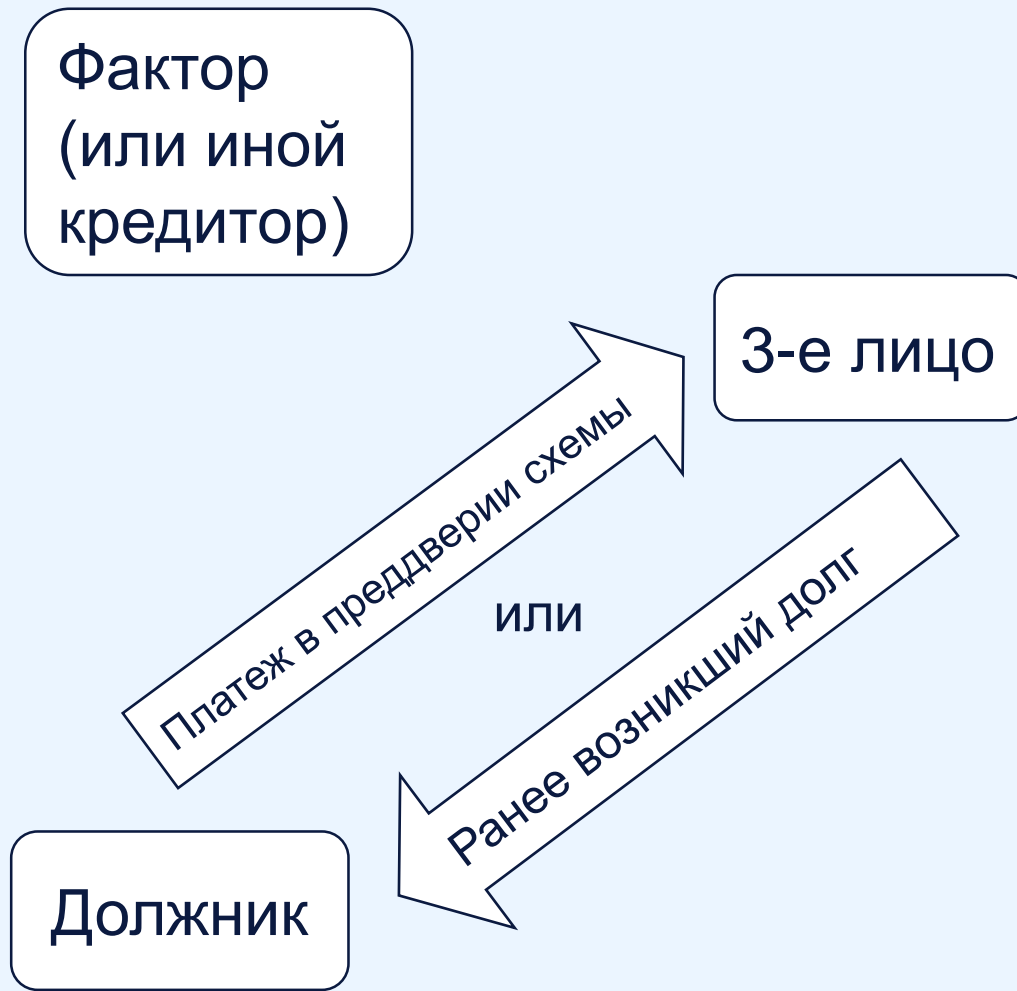 Фактор
(или иной
кредитор)
3-е лицо
Платеж в преддверии схемы
или
Ранее возникший долг
Должник